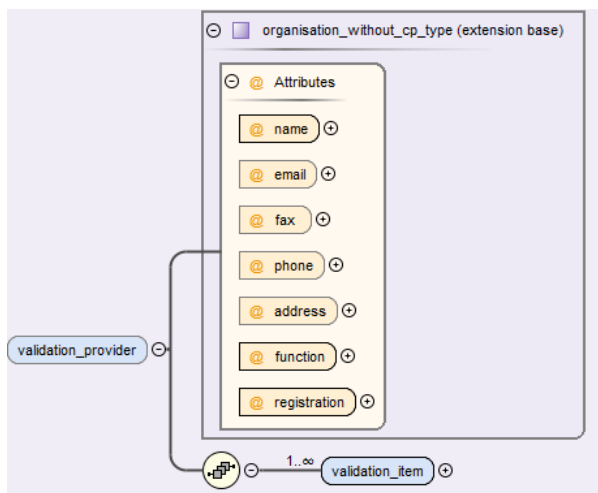 organisation_without_cp_type (extension base)
@ Attributes
@ name
@ email
@ fax
@ phone
@ address
validation_provider
@ function
@ registration
1..∞
validation_item